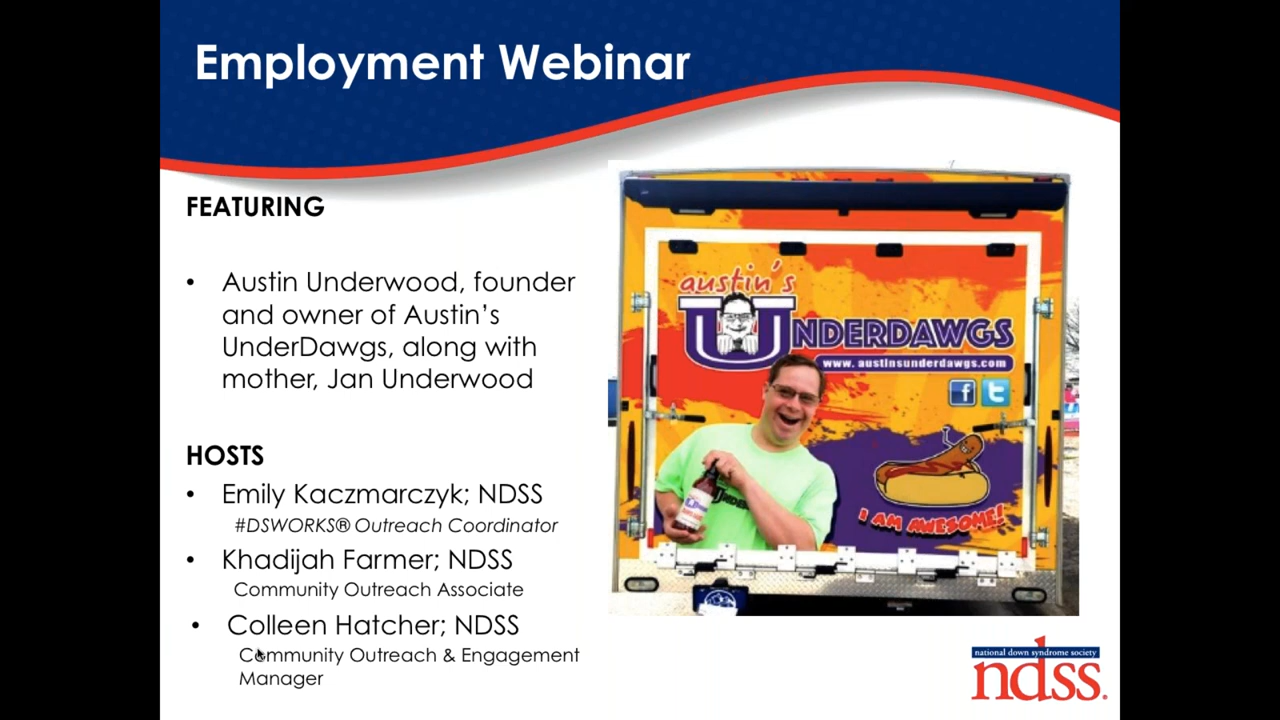 Employment Webinar
FEATURING
• Austin Underwood, founder
and owner of Austin’s
UnderDawgs, along with
mother, Jan Underwood
HOSTS
• Emily Kaczmarczyk; NDSS
#DSWORKS® Outreach Coordinator
• Khadijah Farmer; NDSS
Community Outreach Associate
• Colleen Hatcher; NDSS
Community Outreach & Engagement
Manager
austin's
UNDERDAWGS
www.austinsunderdawgs.com
f t
I AM AWESOME!
national down syndrome society
ndss®